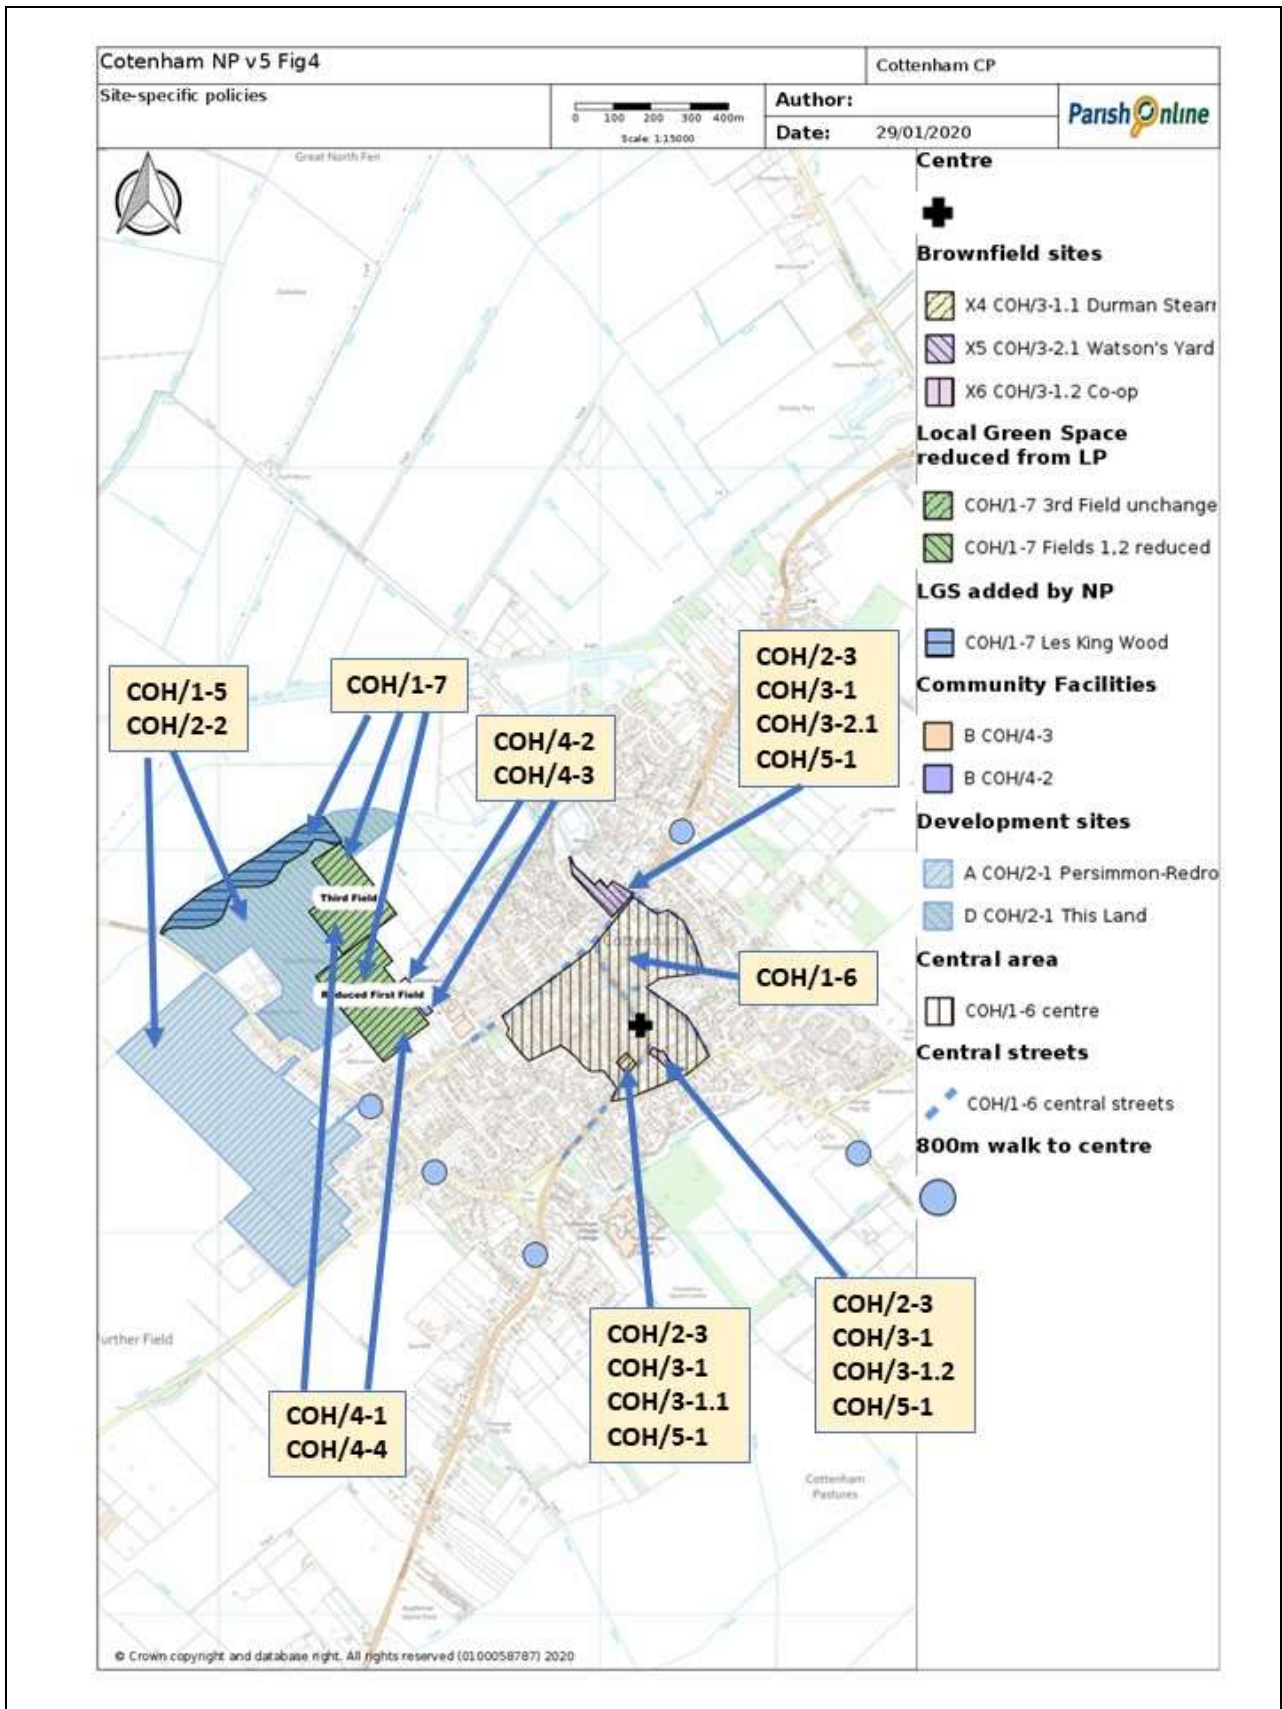 Cotenham NP v5 Fig4
Cottenham CP
Site-specific policies
0 100 200 300 400m
Scale: 1:15000
Author:
Date: 29/01/2020
Parish Online
Great North Fen
Centre
Brownfield sites
X4 COH/3-1.1 Durman Stearn
X5 COH/3-2.1 Watson's Yard
X6 COH/3-1.2 Co-op
Local Green Space
reduced from LP
COH/1-7 3rd Field unchange
COH/1-7 Fields 1,2 reduced
LGS added by NP
COH/1-7 Les King Wood
Community Facilities
B COH/4-3
B COH/4-2
Development sites
A COH/2-1 Persimmon-Redro
D COH/2-1 This Land
Central area
COH/1-6 centre
Central streets
COH/1-6 central streets
800m walk to centre
COH/1-5
COH/2-2
COH/1-7
COH/4-2
COH/4-3
COH/2-3
COH/3-1
COH/3-2.1
COH/5-1
Third Field
Reduced First Field
Cottenham
COH/1-6
COH/4-1
COH/4-4
COH/2-3
COH/3-1
COH/3-1.1
COH/5-1
COH/2-3
COH/3-1
COH/3-1.2
COH/5-1
urther Field
Cottenham
Pastures
© Crown copyright and database right. All rights reserved (0100058787) 2020